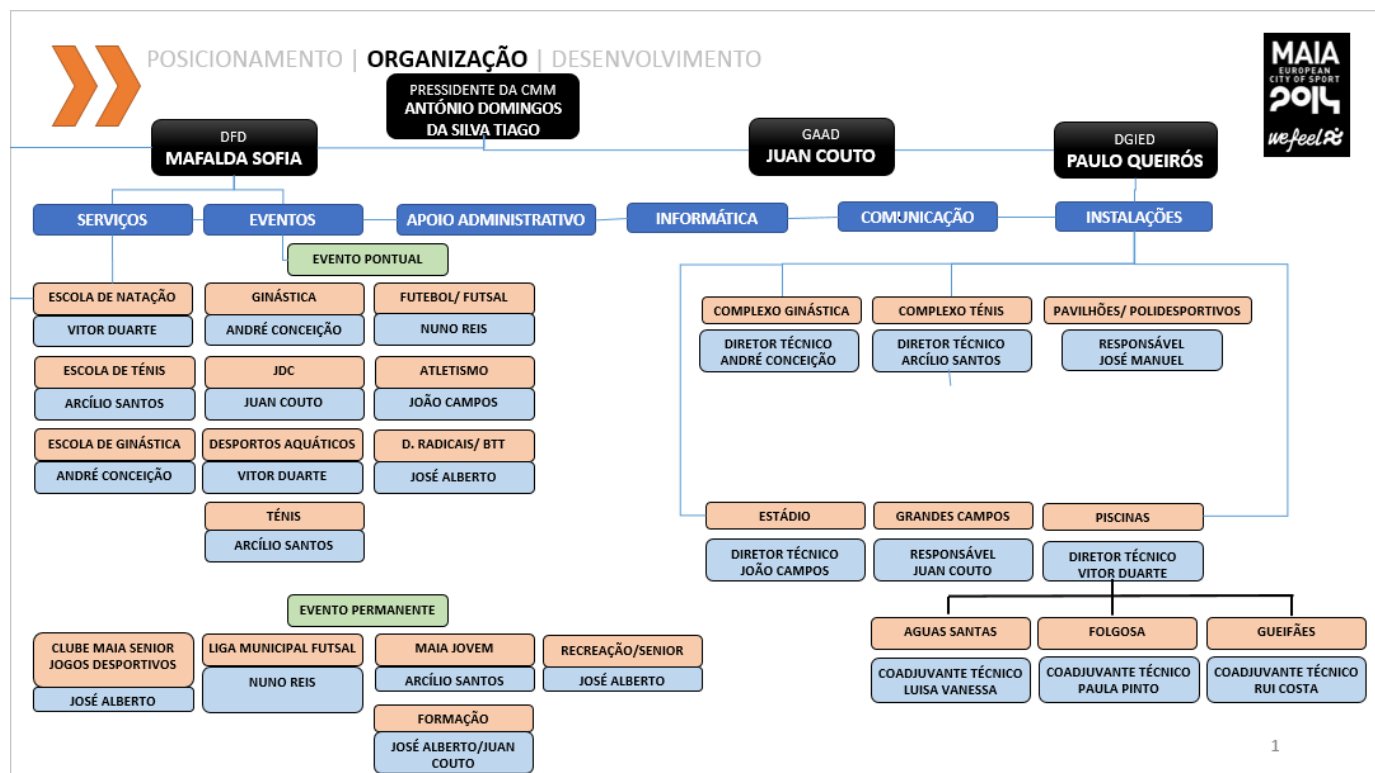 POSICIONAMENTO | ORGANIZAÇÃO | DESENVOLVIMENTO
MAIA
EUROPEAN
CITY OF SPORT
2014
we feel
PRESSIDENTE DA CMM
ANTÓNIO DOMINGOS
DA SILVA TIAGO
DFD
MAFALDA SOFIA
GAAD
JUAN COUTO
DGIED
PAULO QUEIRÓS
SERVIÇOS
EVENTOS
APOIO ADMINISTRATIVO
INFORMÁTICA
COMUNICAÇÃO
INSTALAÇÕES
EVENTO PONTUAL
ESCOLA DE NATAÇÃO
VITOR DUARTE
GINÁSTICA
ANDRÉ CONCEIÇÃO
FUTEBOL/ FUTSAL
NUNO REIS
ESCOLA DE TÉNIS
ARCÍLIO SANTOS
JDC
JUAN COUTO
ATLETISMO
JOÃO CAMPOS
ESCOLA DE GINÁSTICA
ANDRÉ CONCEIÇÃO
DESPORTOS AQUÁTICOS
VITOR DUARTE
D. RADICAIS/ BTT
JOSÉ ALBERTO
TÉNIS
ARCÍLIO SANTOS
COMPLEXO GINÁSTICA
DIRETOR TÉCNICO
ANDRÉ CONCEIÇÃO
COMPLEXO TÉNIS
DIRETOR TÉCNICO
ARCÍLIO SANTOS
PAVILHÕES/ POLIDESPORTIVOS
RESPONSÁVEL
JOSÉ MANUEL
ESTÁDIO
DIRETOR TÉCNICO
JOÃO CAMPOS
GRANDES CAMPOS
RESPONSÁVEL
JUAN COUTO
PISCINAS
DIRETOR TÉCNICO
VITOR DUARTE
AGUAS SANTAS
COADJUVANTE TÉCNICO
LUISA VANESSA
FOLGOSA
COADJUVANTE TÉCNICO
PAULA PINTO
GUEIFÃES
COADJUVANTE TÉCNICO
RUI COSTA
EVENTO PERMANENTE
CLUBE MAIA SENIOR
JOGOS DESPORTIVOS
JOSÉ ALBERTO
LIGA MUNICIPAL FUTSAL
NUNO REIS
MAIA JOVEM
ARCÍLIO SANTOS
RECREAÇÃO/SENIOR
JOSÉ ALBERTO
FORMAÇÃO
JOSÉ ALBERTO/JUAN
COUTO
1